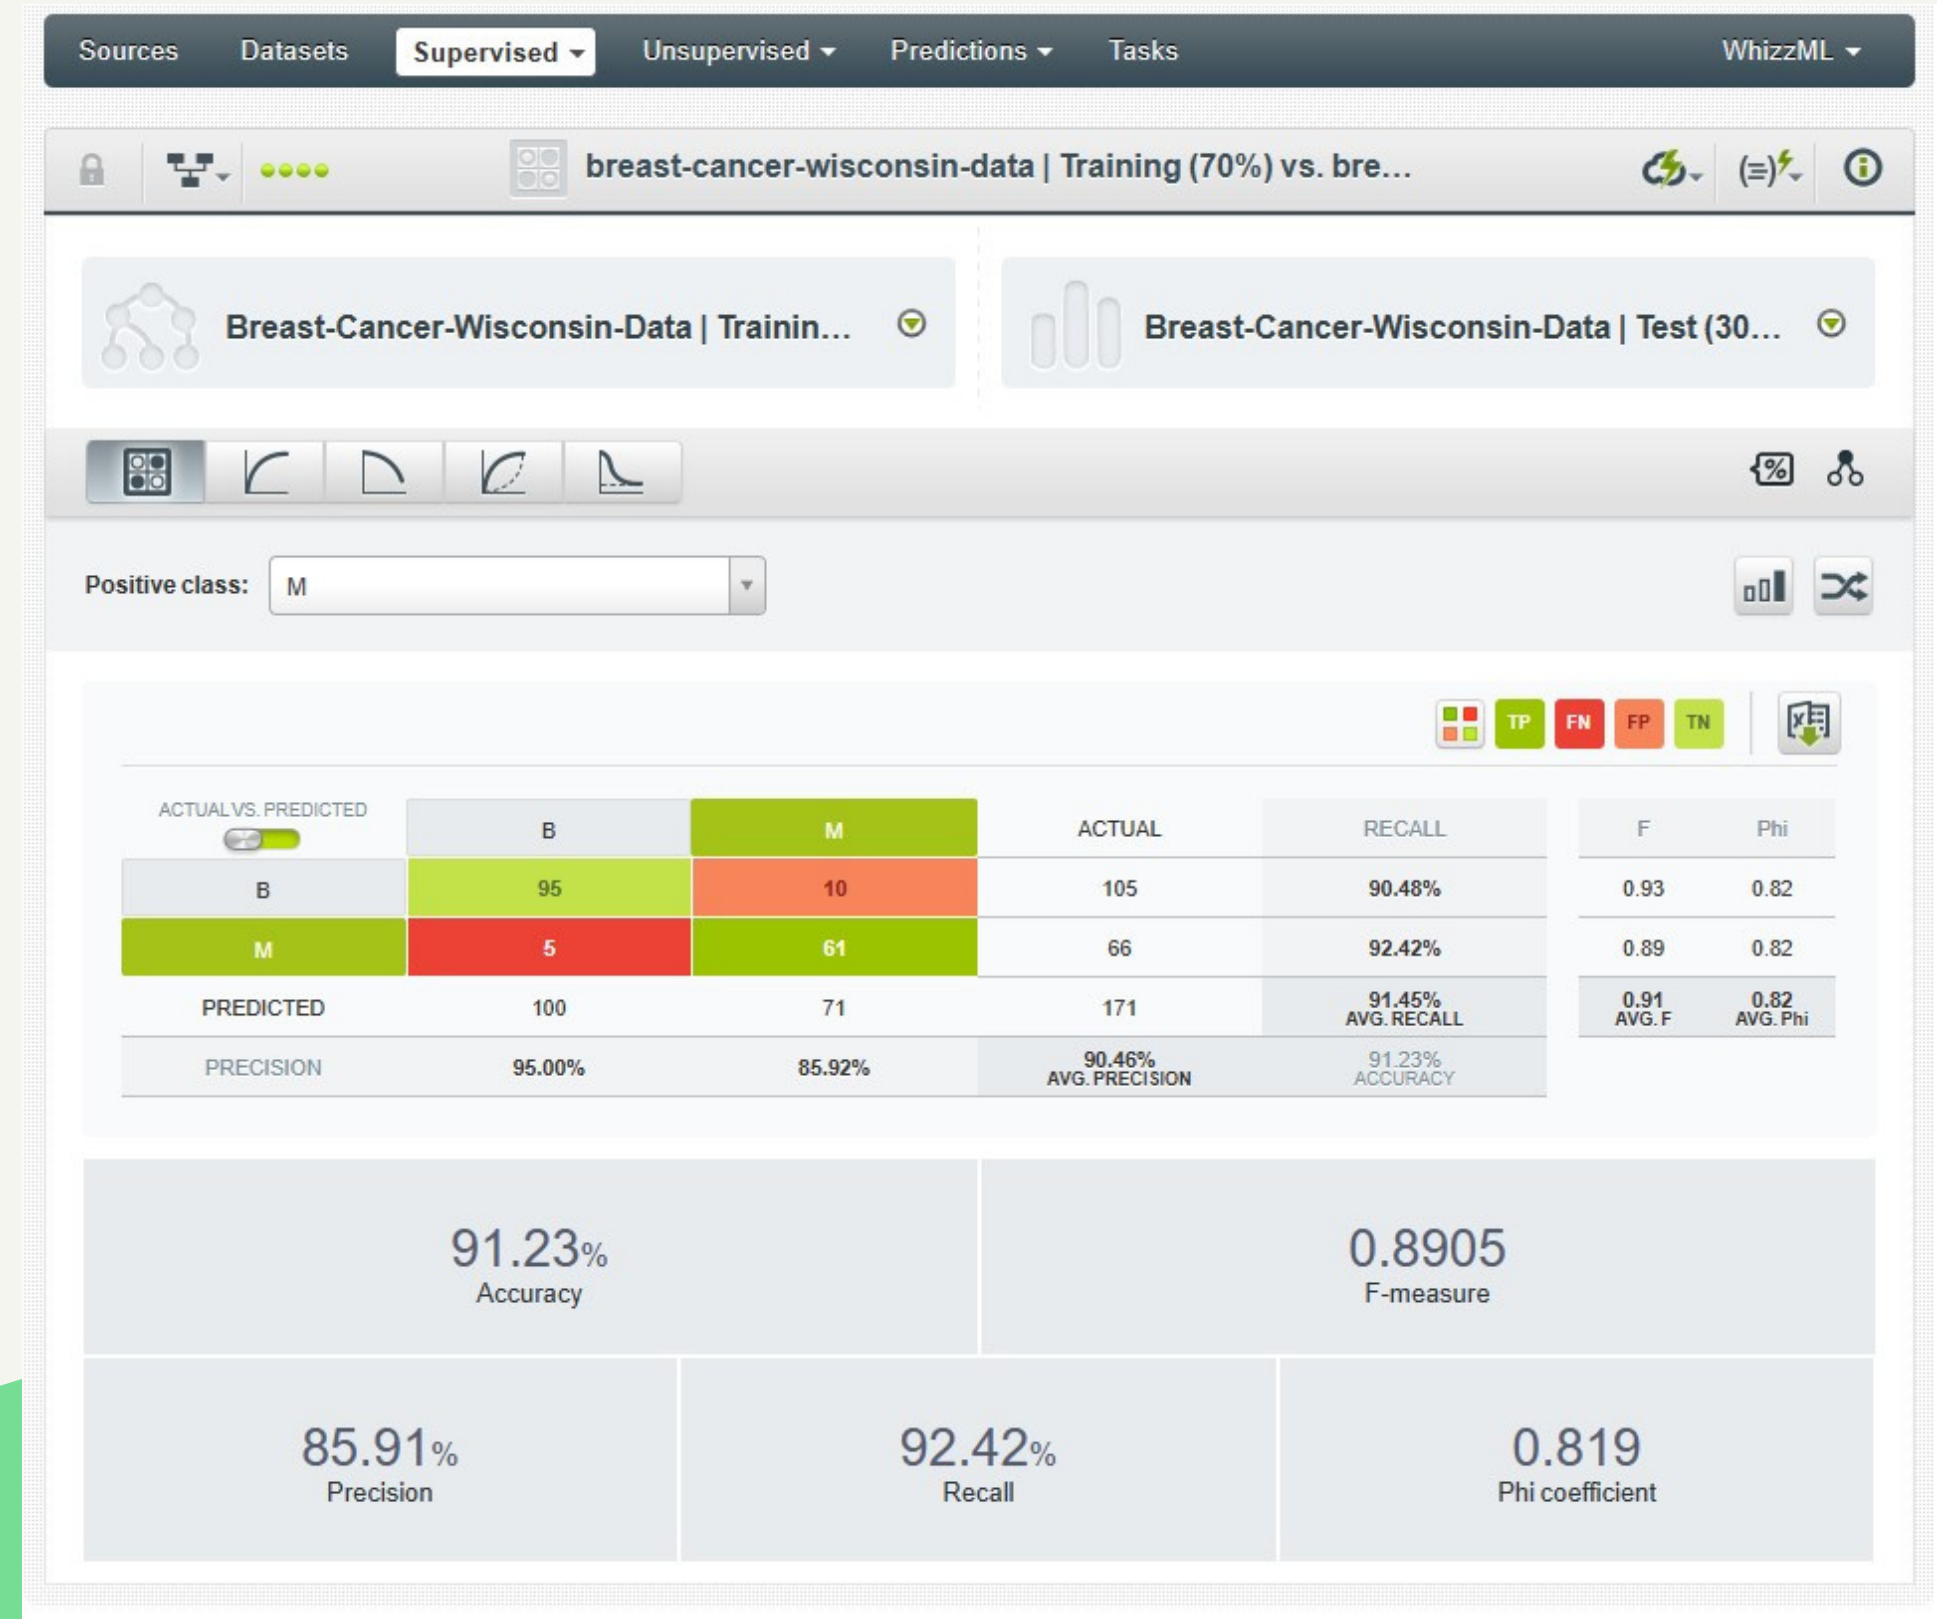 Sources Datasets Supervised Unsupervised Predictions Tasks WhizzML
breast-cancer-wisconsin-data | Training (70%) vs. bre...
Breast-Cancer-Wisconsin-Data | Trainin...
Breast-Cancer-Wisconsin-Data | Test (30...
Positive class: M
TP FN FP TN
ACTUAL VS. PREDICTED B M ACTUAL RECALL F Phi
B 95 10 105 90.48% 0.93 0.82
M 5 61 66 92.42% 0.89 0.82
PREDICTED 100 71 171 91.45% 0.91 0.82
AVG. RECALL AVG. F AVG. Phi
PRECISION 95.00% 85.92% 90.46% 91.23%
AVG. PRECISION ACCURACY
91.23%
Accuracy
0.8905
F-measure
85.91%
Precision
92.42%
Recall
0.819
Phi coefficient